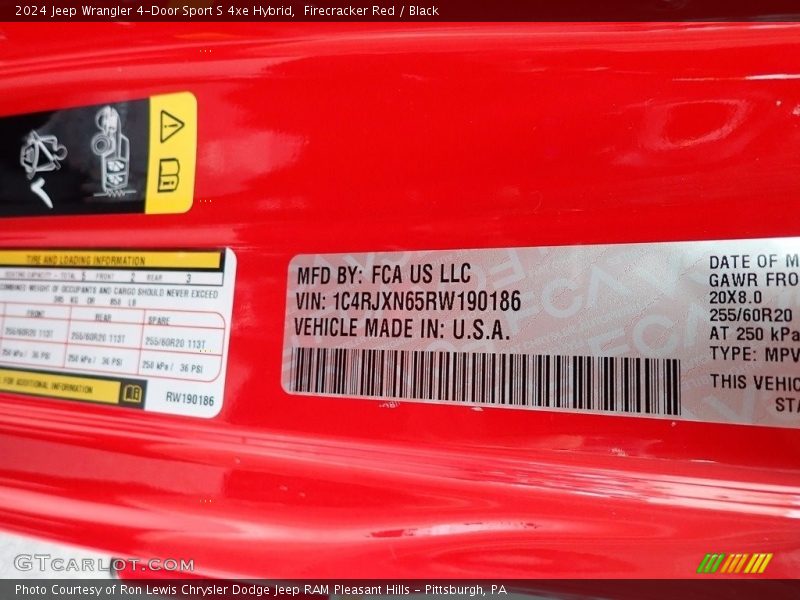 2024 Jeep Wrangler 4-Door Sport S 4xe Hybrid,  Firecracker Red / Black
TIRE AND LOADING INFORMATION
SEATING CAPACITY - TOTAL 5 FRONT 2 REAR 3
COMBINED WEIGHT OF OCCUPANTS AND CARGO SHOULD NEVER EXCEED
385 KG OR 850 LB
FRONT REAR SPARE
255/60R20 113T 255/60R20 113T 255/60R20 113T
250 kPa / 36 PSI 250 kPa / 36 PSI 250 kPa / 36 PSI
FOR ADDITIONAL INFORMATION
RW190186
MFD BY: FCA US LLC
VIN: 1C4RJXN65RW190186
VEHICLE MADE IN: U.S.A.
DATE OF M
GAWR FRO
20X8.0
255/60R20
AT 250 kPa
TYPE: MPV
THIS VEHIC
STA
GTCARLOT.COM
Photo Courtesy of Ron Lewis Chrysler Dodge Jeep RAM Pleasant Hills - Pittsburgh, PA